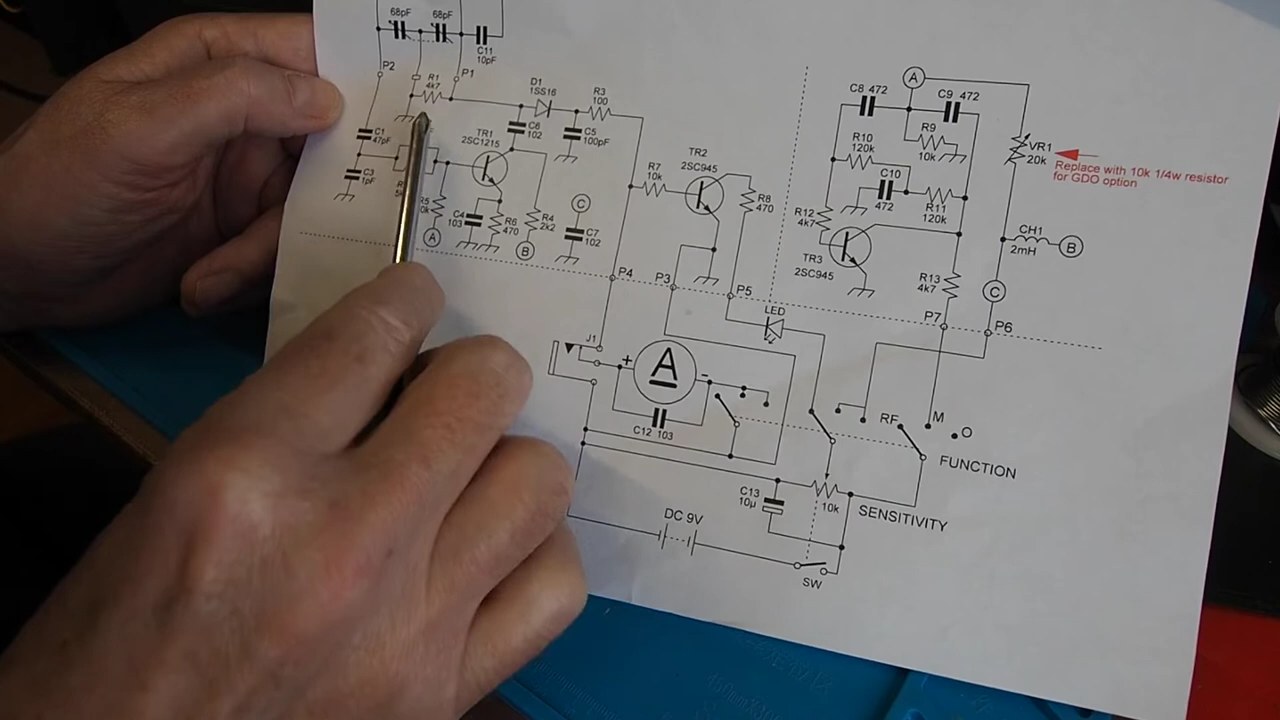 68pF
68pF
C11
10pF
P2
R1
4k7
P1
D1
1SS16
R3
100
C1
47pF
C3
1pF
TR1
2SC1215
C6
102
C5
100pF
C4
103
R6
470
R4
2k2
C
C7
102
A
B
R7
10k
TR2
2SC945
R8
470
P4
P3
P5
LED
A
C8 472
C9 472
R10
120k
R9
10k
C10
472
R11
120k
R12
4k7
TR3
2SC945
R13
4k7
VR1
20k
Replace with 10k 1/4w resistor
for GDO option
CH1
2mH
B
C
P7
P6
J1
+
A
-
C12 103
RF
M
O
FUNCTION
C13
10µ
10k
SENSITIVITY
DC 9V
SW